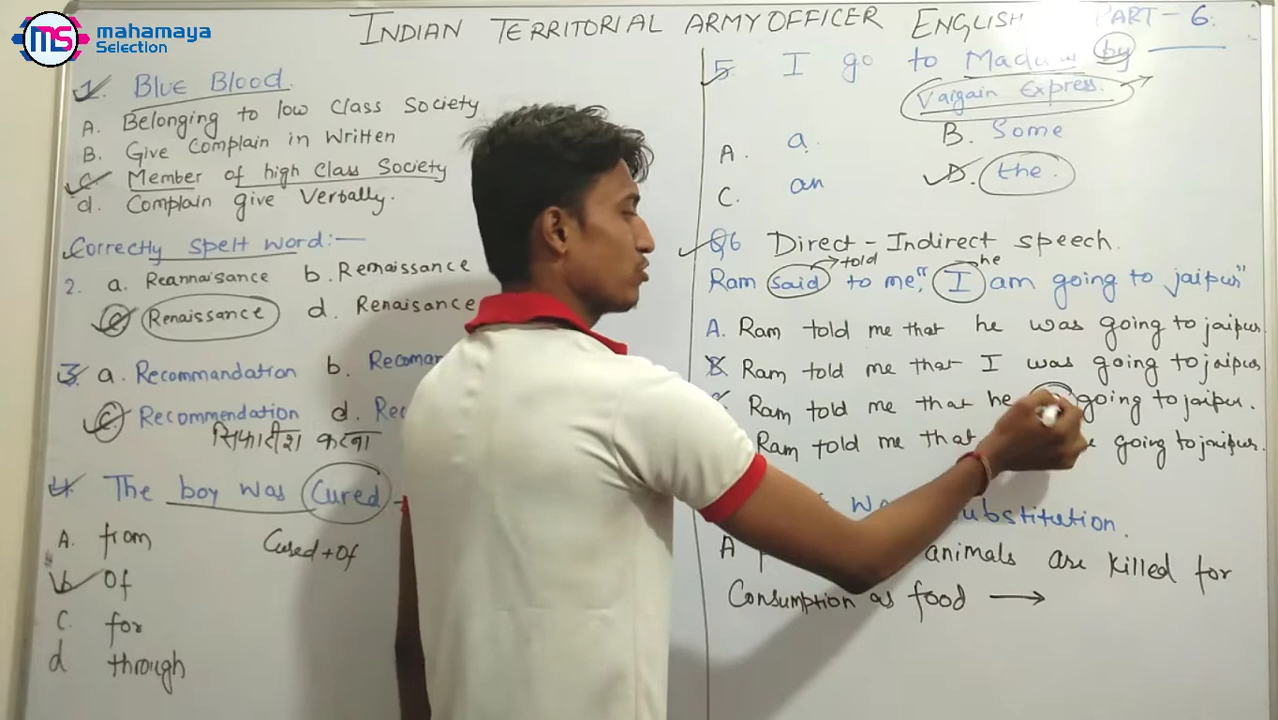 mahamaya
Selection
INDIAN TERRITORIAL ARMY OFFICER ENGLISH PART-6.
1. Blue Blood.
A. Belonging to low Class Society
B. Give Complain in Written
C. Member of high Class Society
d. Complain give Verbally.
Correctly Spelt word:-
2. a. Reannaisance b. Remaissance
c. Renaissance d. Renaisance
3. a. Recommandation b. Recoman
c. Recommendation d. Rec
सिफारीश करना
4. The boy was Cured
A. from
b. Of
C. for
d through
Cured + Of
5. I go to by ______
Vaigain Express.
A. a. B. Some
C. an D. the.
Q6 Direct - Indirect speech.
told he
Ram said to me, "I am going to jaipur"
A. Ram told me that he was going to jaipur.
B. Ram told me that I was going to jaipur
Ram told me that he going to jaipur.
Ram told me that going to jaipur.
substitution.
A animals are killed for
Consumption as food →